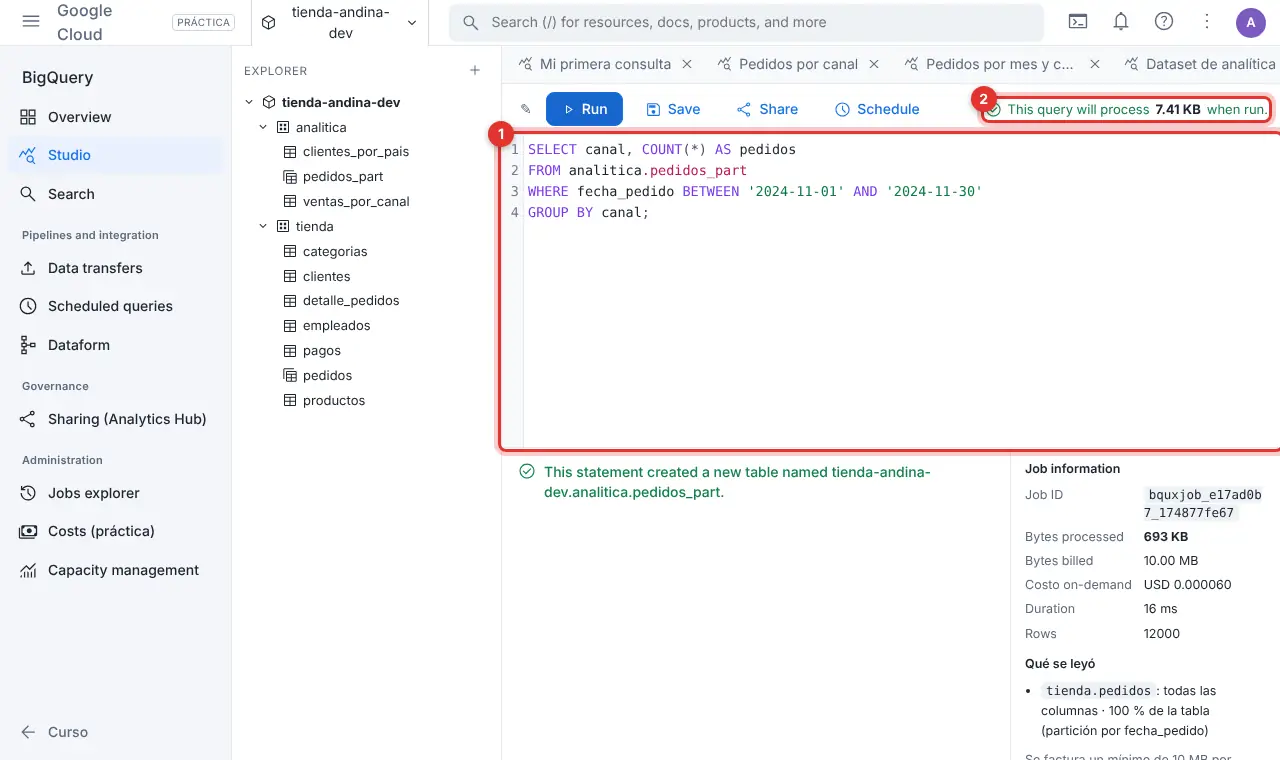 Google Cloud
PRÁCTICA
tienda-andina-dev
Search (/) for resources, docs, products, and more
A
BigQuery
Overview
Studio
Search
Pipelines and integration
Data transfers
Scheduled queries
Dataform
Governance
Sharing (Analytics Hub)
Administration
Jobs explorer
Costs (práctica)
Capacity management
Curso
EXPLORER
tienda-andina-dev
analitica
clientes_por_pais
pedidos_part
ventas_por_canal
tienda
categorias
clientes
detalle_pedidos
empleados
pagos
pedidos
productos
Mi primera consulta
Pedidos por canal
Pedidos por mes y c...
Dataset de analítica
Run
Save
Share
Schedule
2
This query will process 7.41 KB when run.
1
1 SELECT canal, COUNT(*) AS pedidos
2 FROM analitica.pedidos_part
3 WHERE fecha_pedido BETWEEN '2024-11-01' AND '2024-11-30'
4 GROUP BY canal;
This statement created a new table named tienda-andina-
dev.analitica.pedidos_part.
Job information
Job ID bquxjob_e17ad0b
7_174877fe67
Bytes processed 693 KB
Bytes billed 10.00 MB
Costo on-demand USD 0.000060
Duration 16 ms
Rows 12000
Qué se leyó
• tienda.pedidos: todas las
columnas · 100 % de la tabla
(partición por fecha_pedido)
Se factura un mínimo de 10 MB por